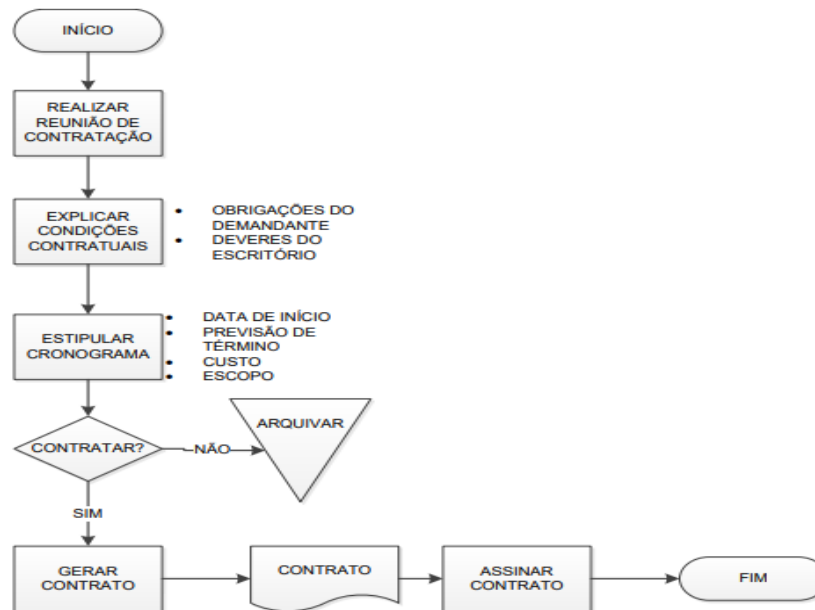 INÍCIO
REALIZAR
REUNIÃO DE
CONTRATAÇÃO
EXPLICAR
CONDIÇÕES
CONTRATUAIS
• OBRIGAÇÕES DO
DEMANDANTE
• DEVERES DO
ESCRITÓRIO
ESTIPULAR
CRONOGRAMA
• DATA DE INÍCIO
• PREVISÃO DE
TÉRMINO
• CUSTO
• ESCOPO
CONTRATAR?
NÃO
ARQUIVAR
SIM
GERAR
CONTRATO
CONTRATO
ASSINAR
CONTRATO
FIM